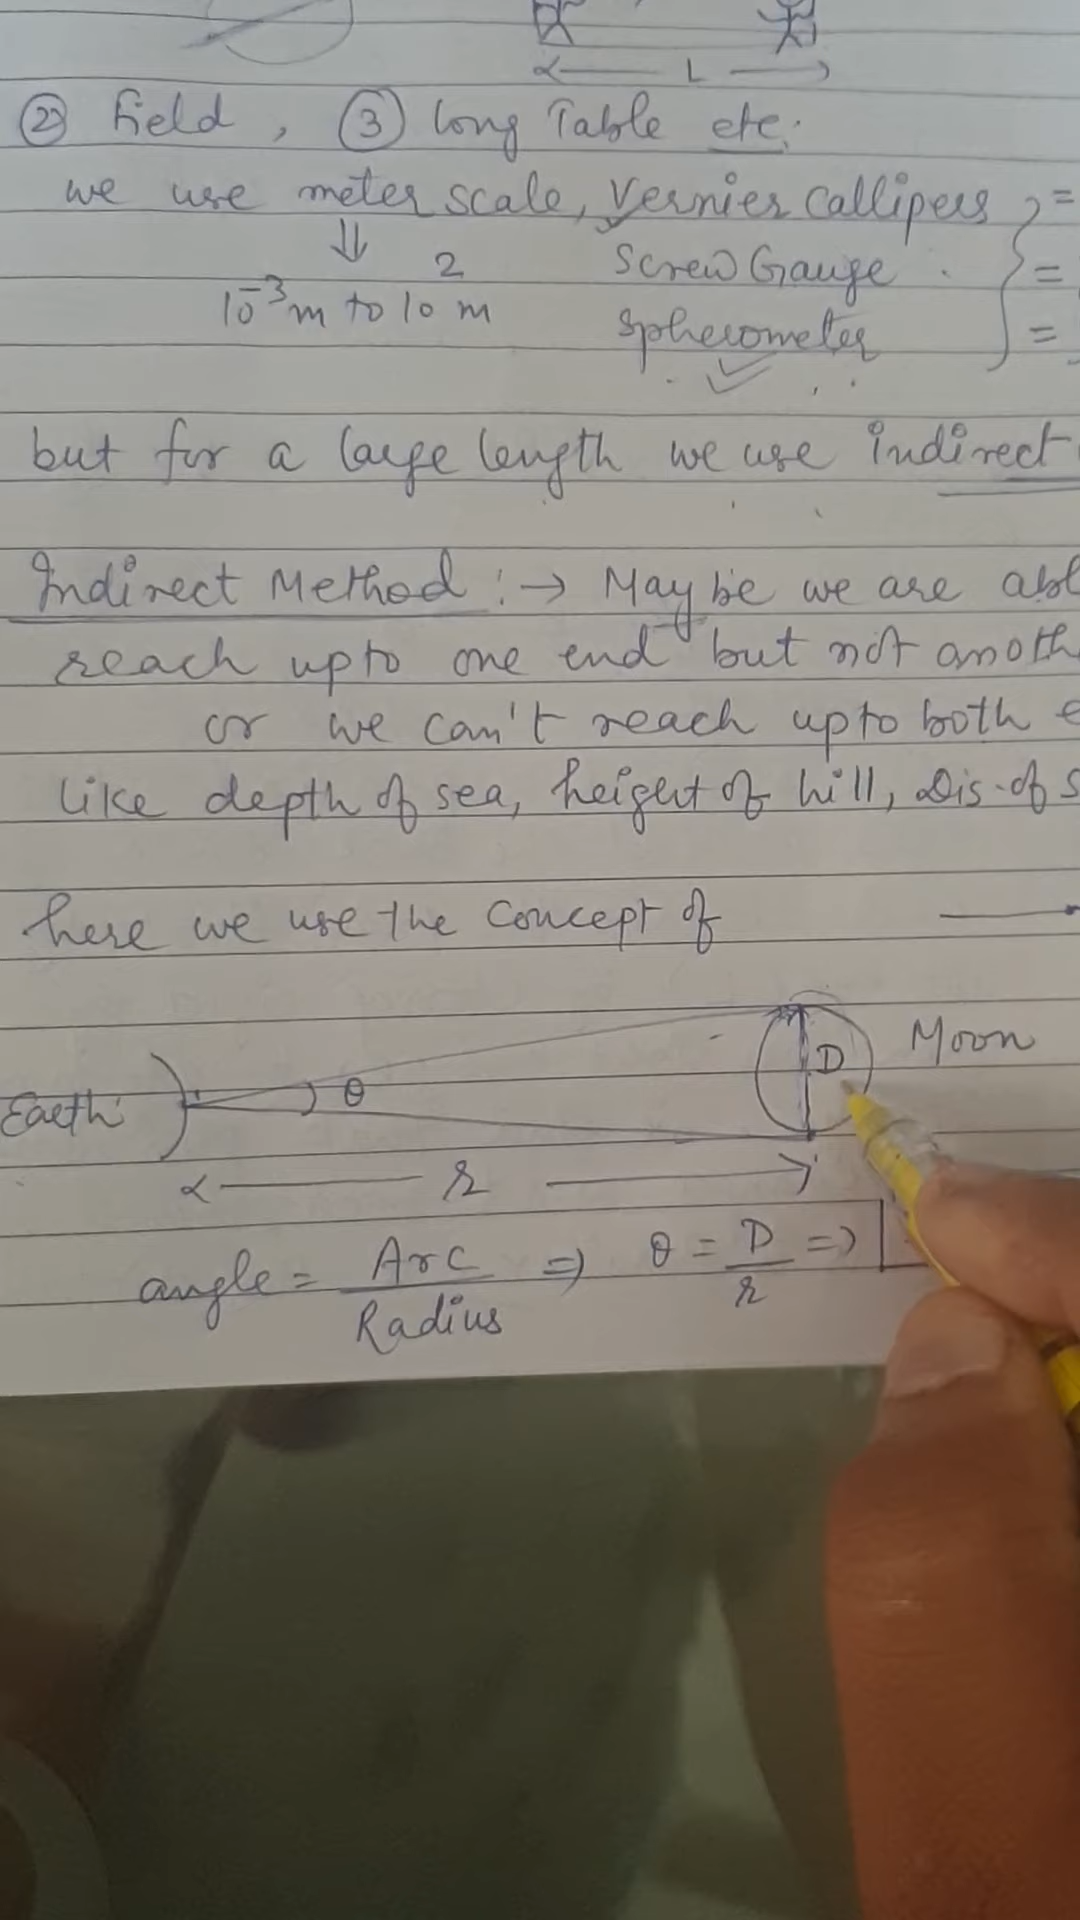 L
② field, ③ long Table etc.
we use meter scale, Vernier Callipers } =
⇓ Screw Gauge =
10⁻³m to 10²m Spherometer =
but for a large length we use indirect
Indirect Method :→ May be we are abl
reach upto one end but not anoth
or we can't reach upto both e
like depth of sea, height of hill, Dis. of s
here we use the concept of
Moon
D
Earth θ
r
angle = Arc / Radius ⇒ θ = D / r ⇒